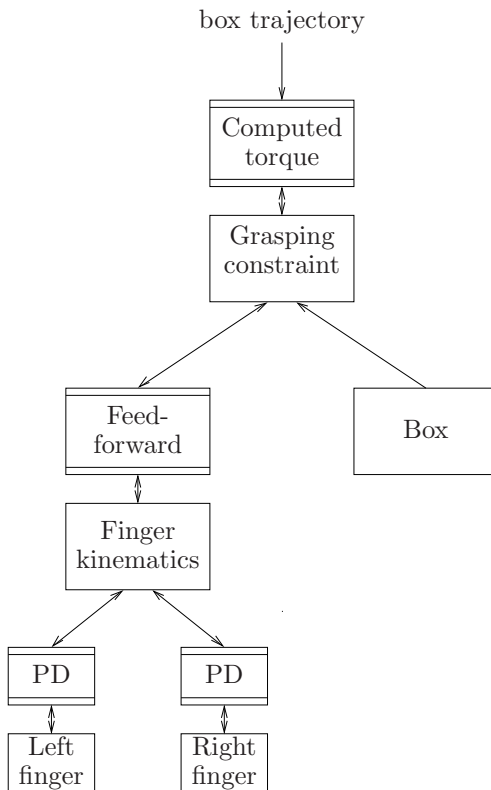 box trajectory
Computed
torque
Grasping
constraint
Feed-
forward
Box
Finger
kinematics
PD
PD
Left
finger
Right
finger